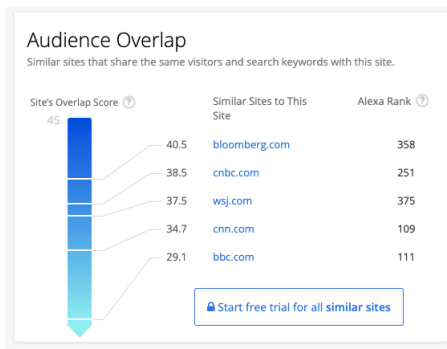 Audience Overlap
Similar sites that share the same visitors and search keywords with this site.
Site's Overlap Score ?
Similar Sites to This
Site
Alexa Rank ?
45
40.5 bloomberg.com 358
38.5 cnbc.com 251
37.5 wsj.com 375
34.7 cnn.com 109
29.1 bbc.com 111
Start free trial for all similar sites